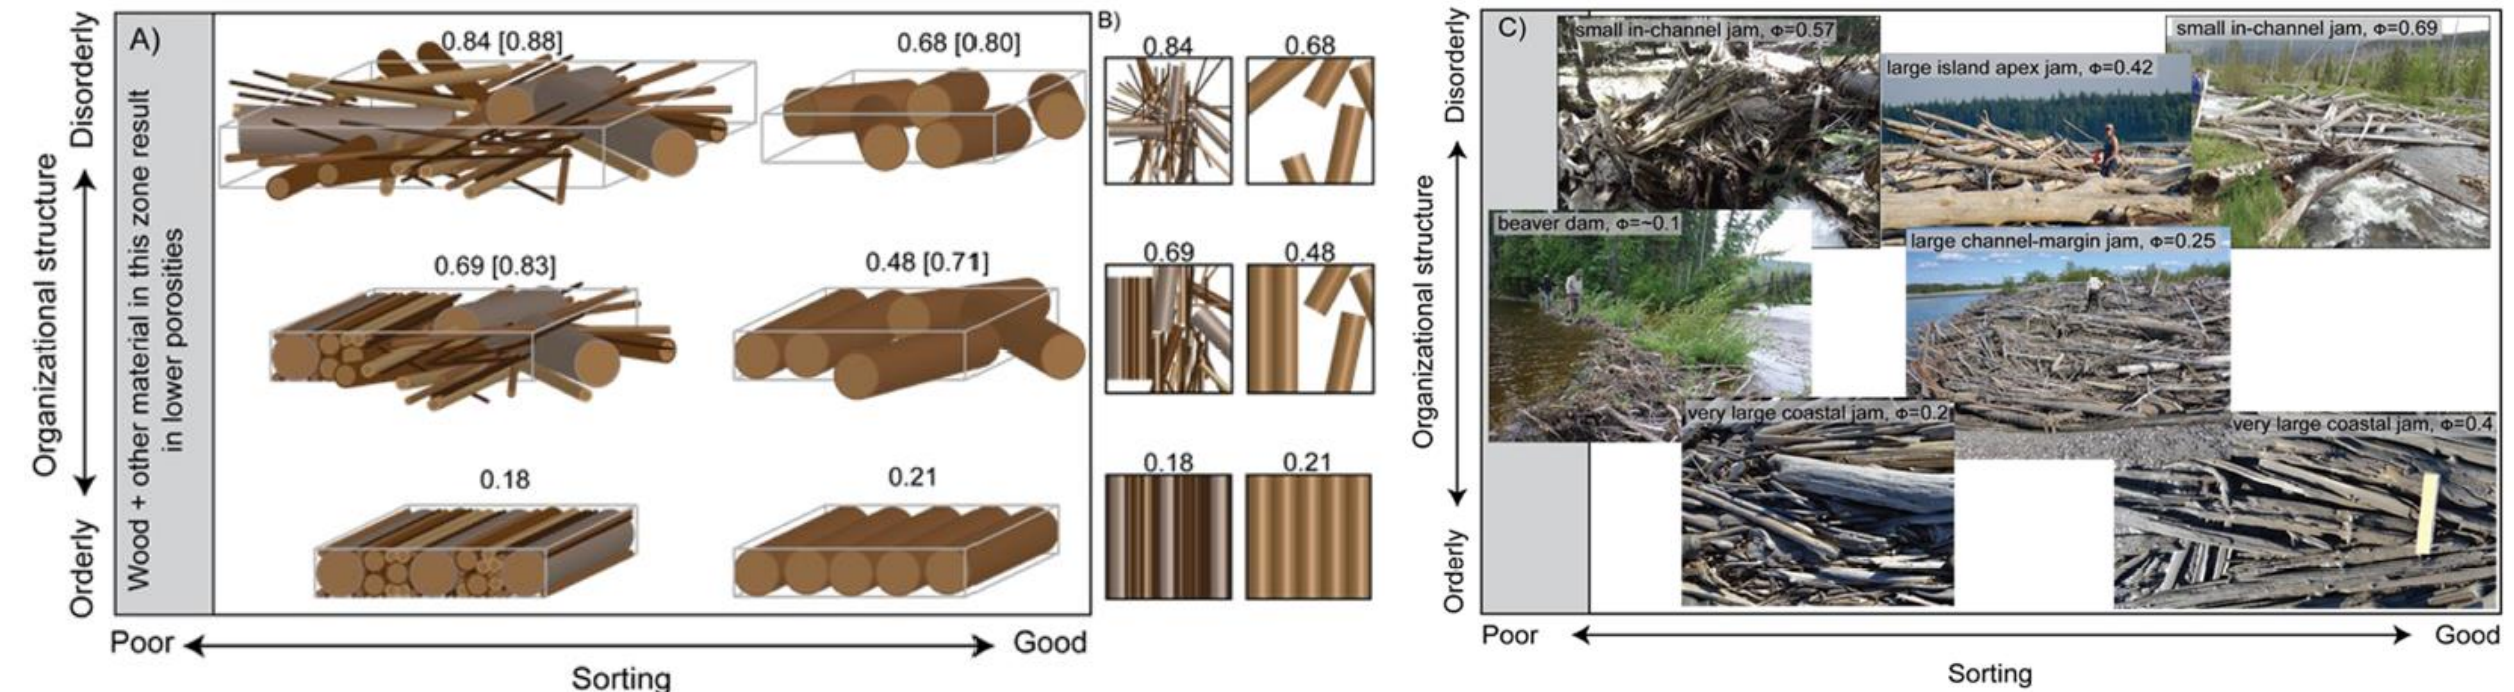 A)
Disorderly
Organizational structure
Orderly
Wood + other material in this zone result
in lower porosities
0.84 [0.88]
0.68 [0.80]
0.69 [0.83]
0.48 [0.71]
0.18
0.21
Poor
Good
Sorting
B)
0.84
0.68
0.69
0.48
0.18
0.21
C)
Disorderly
Organizational structure
Orderly
small in-channel jam, Φ=0.57
small in-channel jam, Φ=0.69
large island apex jam, Φ=0.42
beaver dam, Φ=~0.1
large channel-margin jam, Φ=0.25
very large coastal jam, Φ=0.2
very large coastal jam, Φ=0.4
Poor
Good
Sorting